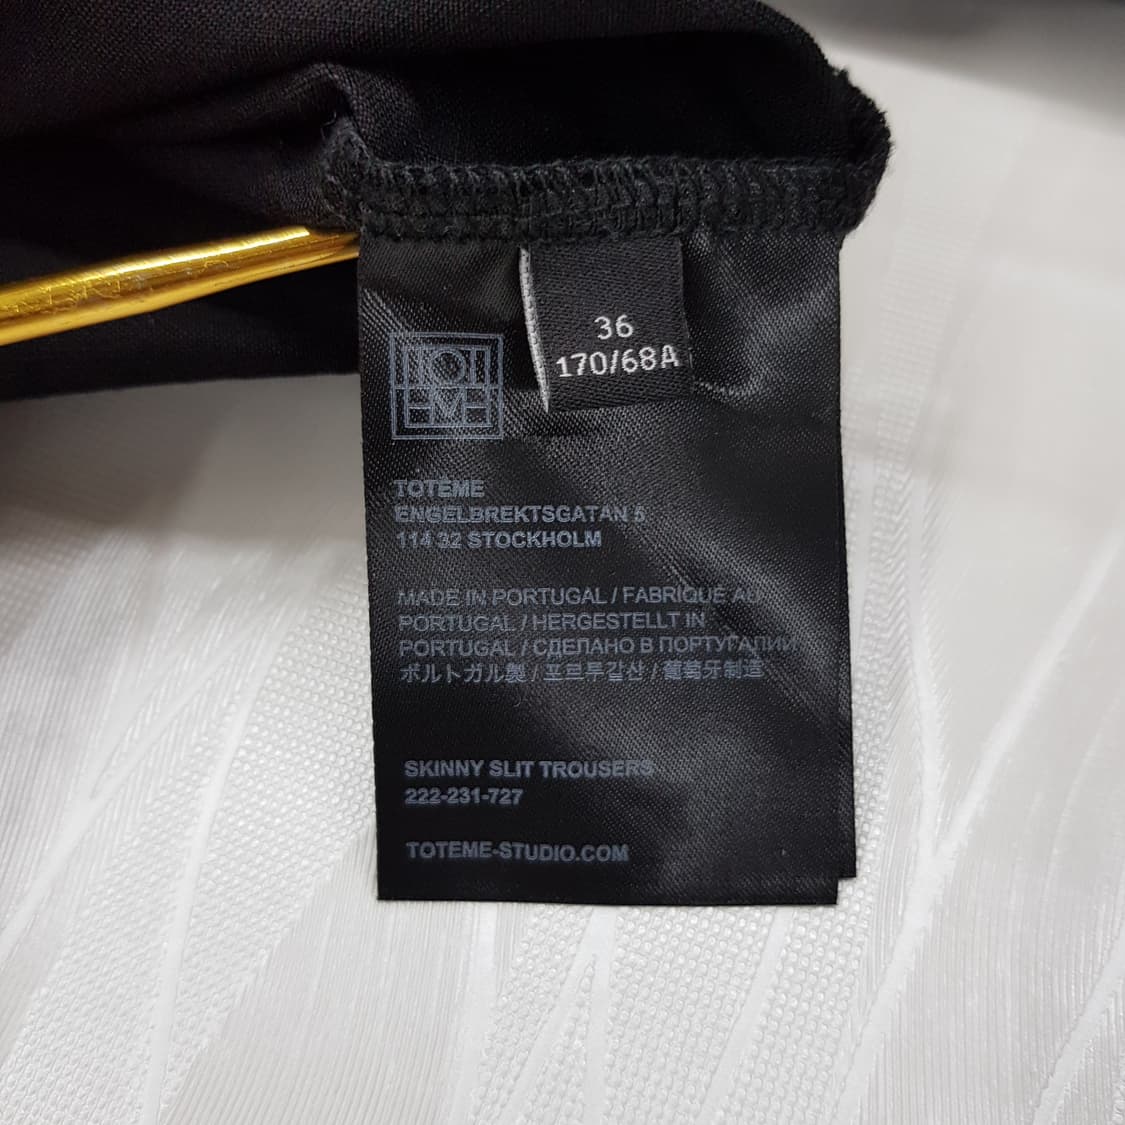 36
170/68A
TOTEME
TOTEME
ENGELBREKTSGATAN 5
114 32 STOCKHOLM
MADE IN PORTUGAL / FABRIQUÉ AU
PORTUGAL / HERGESTELLT IN
PORTUGAL / СДЕЛАНО В ПОРТУГАЛИИ
ポルトガル製 / 포르투갈산 / 葡萄牙制造
SKINNY SLIT TROUSERS
222-231-727
TOTEME-STUDIO.COM